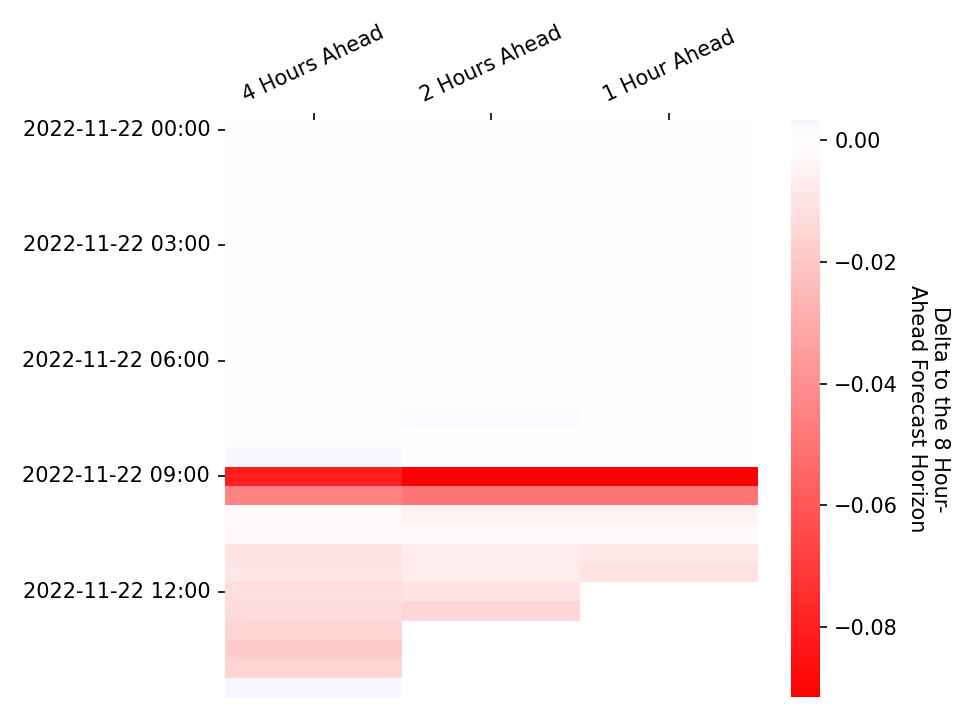 4 Hours Ahead
2 Hours Ahead
1 Hour Ahead
2022-11-22 00:00
2022-11-22 03:00
2022-11-22 06:00
2022-11-22 09:00
2022-11-22 12:00
0.00
−0.02
−0.04
−0.06
−0.08
Delta to the 8 Hour-
Ahead Forecast Horizon